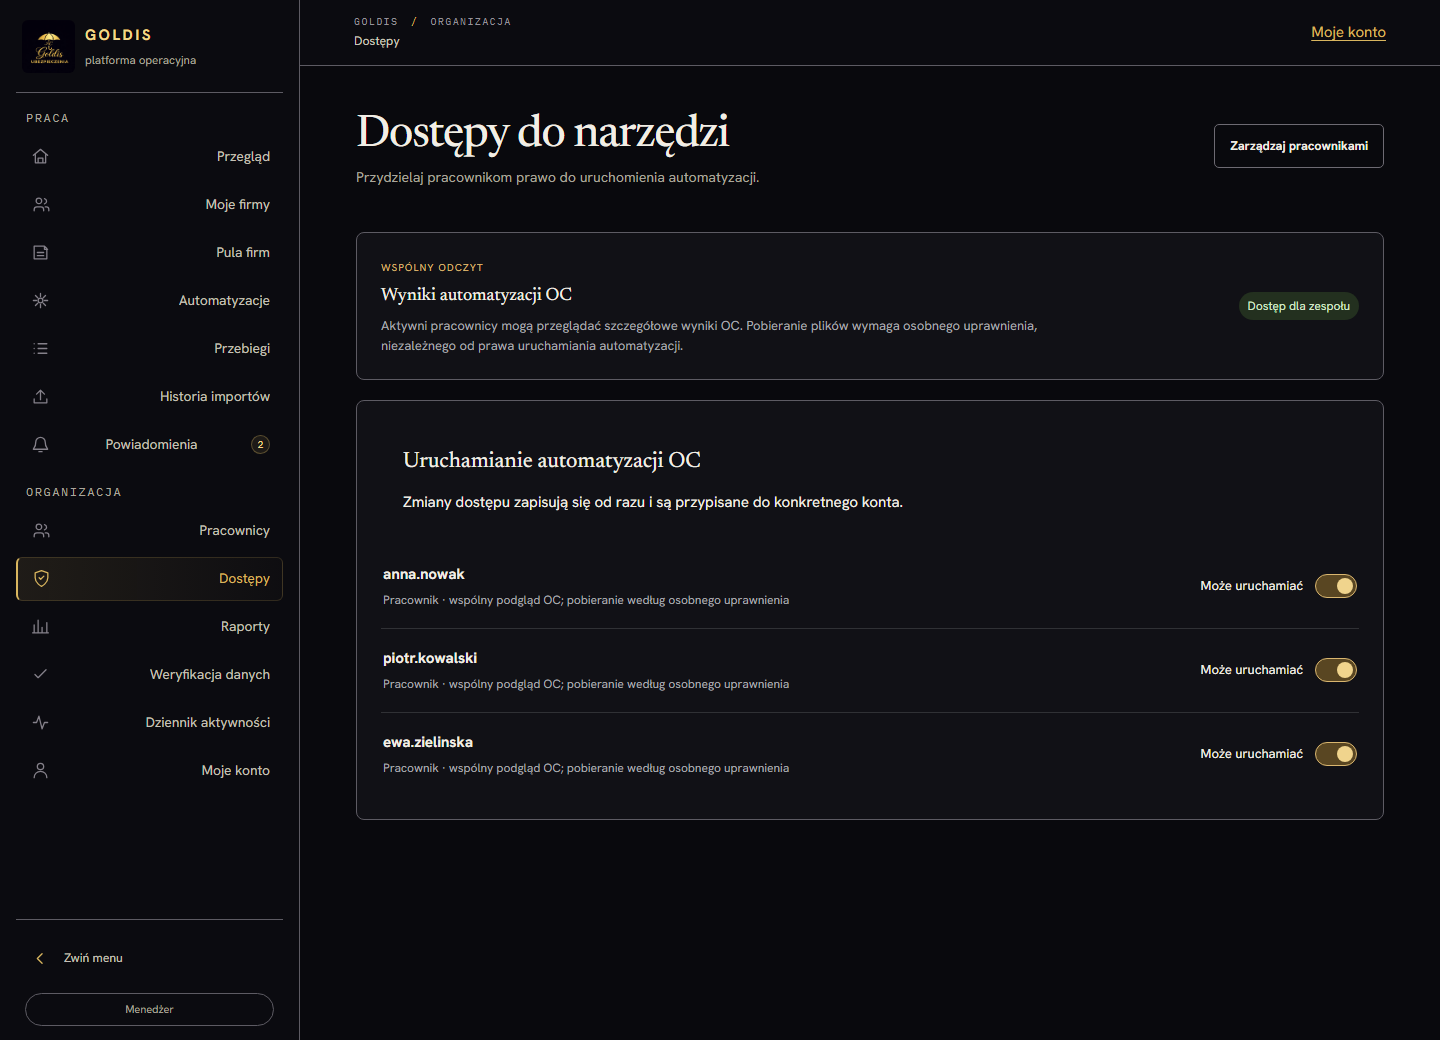 Goldis
UBEZPIECZENIA
GOLDIS
platforma operacyjna
PRACA
Przegląd
Moje firmy
Pula firm
Automatyzacje
Przebiegi
Historia importów
Powiadomienia 2
ORGANIZACJA
Pracownicy
Dostępy
Raporty
Weryfikacja danych
Dziennik aktywności
Moje konto
Zwiń menu
Menedżer
GOLDIS / ORGANIZACJA
Dostępy
Moje konto
Dostępy do narzędzi
Przydzielaj pracownikom prawo do uruchomienia automatyzacji.
Zarządzaj pracownikami
WSPÓLNY ODCZYT
Wyniki automatyzacji OC
Aktywni pracownicy mogą przeglądać szczegółowe wyniki OC. Pobieranie plików wymaga osobnego uprawnienia,
niezależnego od prawa uruchamiania automatyzacji.
Dostęp dla zespołu
Uruchamianie automatyzacji OC
Zmiany dostępu zapisują się od razu i są przypisane do konkretnego konta.
anna.nowak
Pracownik · wspólny podgląd OC; pobieranie według osobnego uprawnienia
Może uruchamiać
piotr.kowalski
Pracownik · wspólny podgląd OC; pobieranie według osobnego uprawnienia
Może uruchamiać
ewa.zielinska
Pracownik · wspólny podgląd OC; pobieranie według osobnego uprawnienia
Może uruchamiać